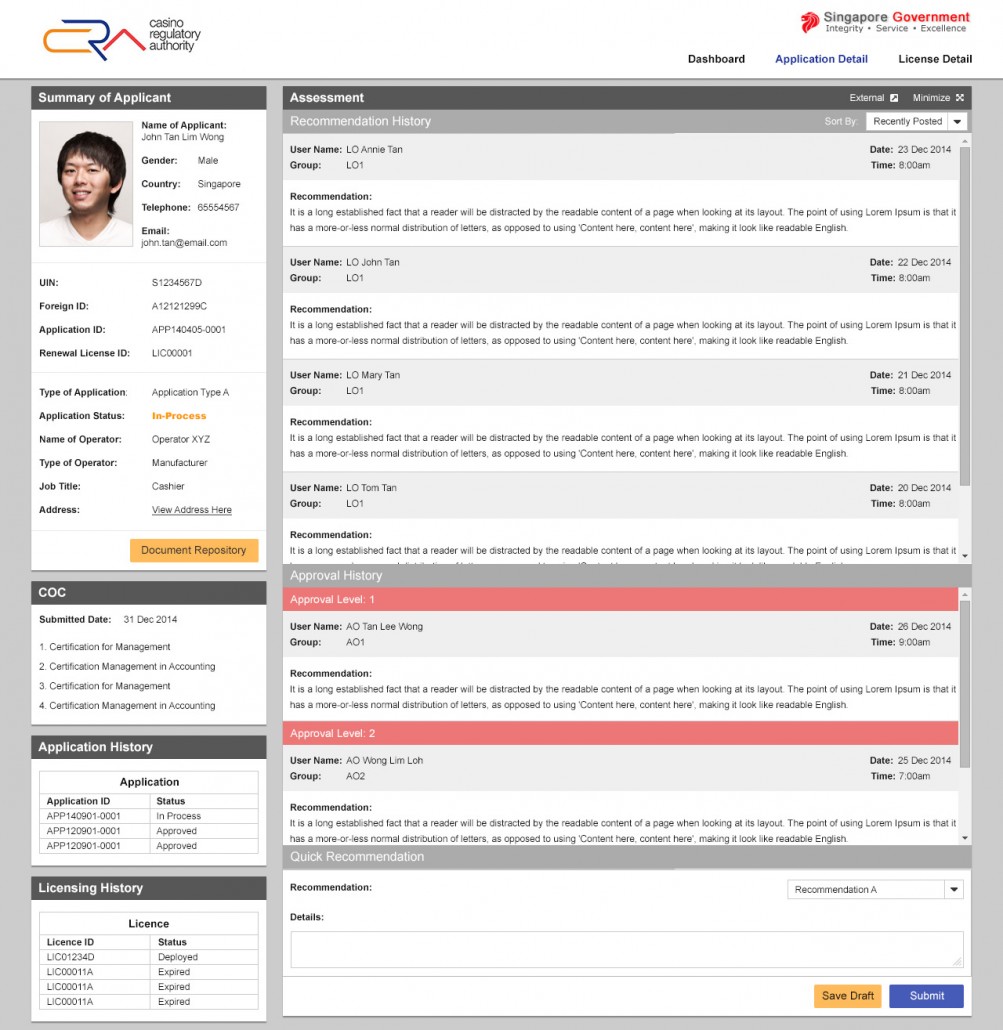 casino
regulatory
authority
Singapore Government
Integrity • Service • Excellence
Dashboard Application Detail License Detail
Summary of Applicant
Name of Applicant:
John Tan Lim Wong
Gender: Male
Country: Singapore
Telephone: 65554567
Email:
john.tan@email.com
UIN: S1234567D
Foreign ID: A12121299C
Application ID: APP140405-0001
Renewal License ID: LIC00001
Type of Application: Application Type A
Application Status: In-Process
Name of Operator: Operator XYZ
Type of Operator: Manufacturer
Job Title: Cashier
Address: View Address Here
Document Repository
COC
Submitted Date: 31 Dec 2014
1. Certification for Management
2. Certification Management in Accounting
3. Certification for Management
4. Certification Management in Accounting
Application History
Application
Application ID Status
APP140901-0001 In Process
APP120901-0001 Approved
APP120901-0001 Approved
Licensing History
Licence
Licence ID Status
LIC01234D Deployed
LIC00011A Expired
LIC00011A Expired
LIC00011A Expired
Assessment External Minimize
Recommendation History Sort By: Recently Posted
User Name: LO Annie Tan Date: 23 Dec 2014
Group: LO1 Time: 8:00am
Recommendation:
It is a long established fact that a reader will be distracted by the readable content of a page when looking at its layout. The point of using Lorem Ipsum is that it
has a more-or-less normal distribution of letters, as opposed to using 'Content here, content here', making it look like readable English.
User Name: LO John Tan Date: 22 Dec 2014
Group: LO1 Time: 8:00am
Recommendation:
It is a long established fact that a reader will be distracted by the readable content of a page when looking at its layout. The point of using Lorem Ipsum is that it
has a more-or-less normal distribution of letters, as opposed to using 'Content here, content here', making it look like readable English.
User Name: LO Mary Tan Date: 21 Dec 2014
Group: LO1 Time: 8:00am
Recommendation:
It is a long established fact that a reader will be distracted by the readable content of a page when looking at its layout. The point of using Lorem Ipsum is that it
has a more-or-less normal distribution of letters, as opposed to using 'Content here, content here', making it look like readable English.
User Name: LO Tom Tan Date: 20 Dec 2014
Group: LO1 Time: 8:00am
Recommendation:
It is a long established fact that a reader will be distracted by the readable content of a page when looking at its layout. The point of using Lorem Ipsum is that it
Approval History
Approval Level: 1
User Name: AO Tan Lee Wong Date: 26 Dec 2014
Group: AO1 Time: 9:00am
Recommendation:
It is a long established fact that a reader will be distracted by the readable content of a page when looking at its layout. The point of using Lorem Ipsum is that it
has a more-or-less normal distribution of letters, as opposed to using 'Content here, content here', making it look like readable English.
Approval Level: 2
User Name: AO Wong Lim Loh Date: 25 Dec 2014
Group: AO2 Time: 7:00am
Recommendation:
It is a long established fact that a reader will be distracted by the readable content of a page when looking at its layout. The point of using Lorem Ipsum is that it
has a more-or-less normal distribution of letters, as opposed to using 'Content here, content here', making it look like readable English.
Quick Recommendation
Recommendation: Recommendation A
Details:
Save Draft Submit